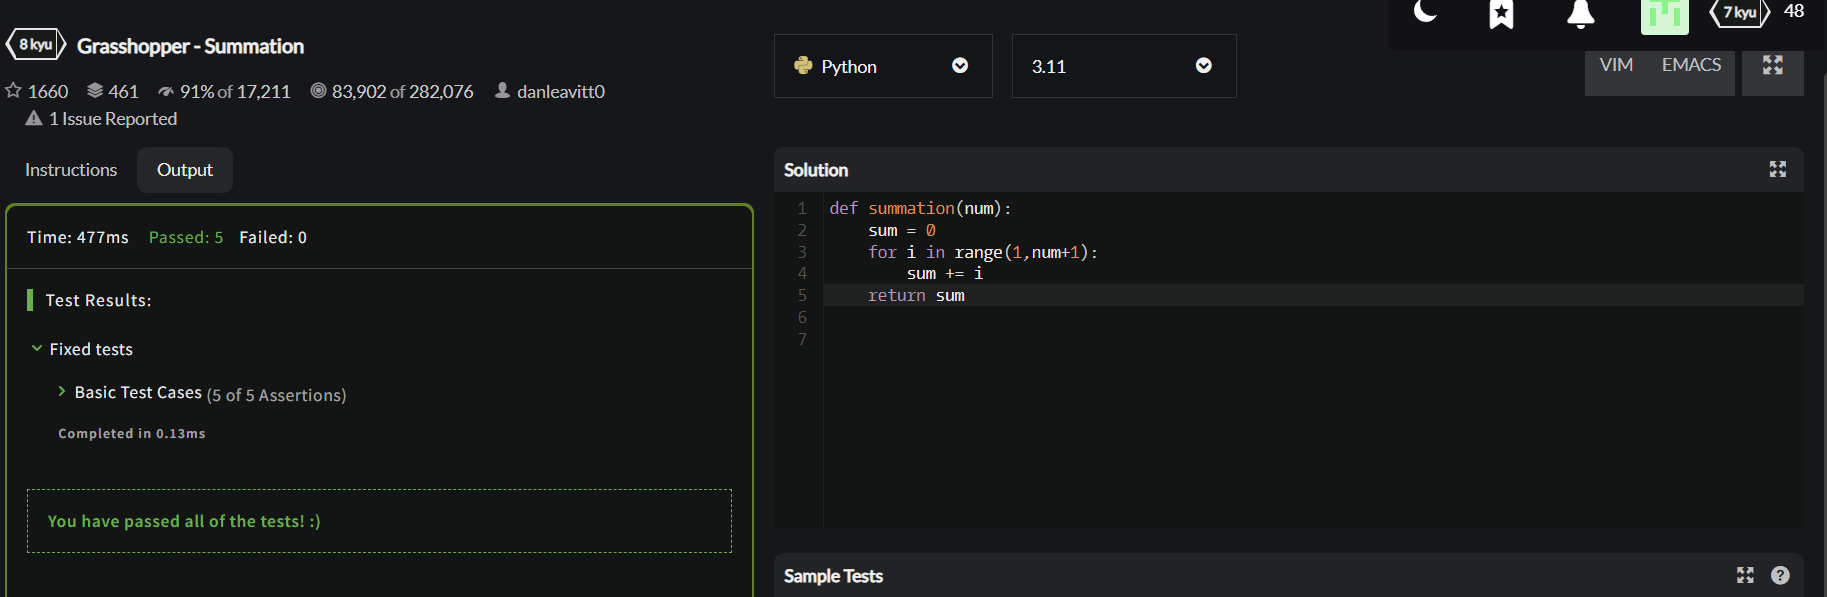 8 kyu Grasshopper - Summation
1660 461 91% of 17,211 83,902 of 282,076 danleavitt0
1 Issue Reported
Instructions Output
Time: 477ms Passed: 5 Failed: 0
Test Results:
Fixed tests
Basic Test Cases (5 of 5 Assertions)
Completed in 0.13ms
You have passed all of the tests! :)
7 kyu 48
Python 3.11 VIM EMACS
Solution
1 def summation(num):
2     sum = 0
3     for i in range(1,num+1):
4         sum += i
5     return sum
6
7
Sample Tests ?